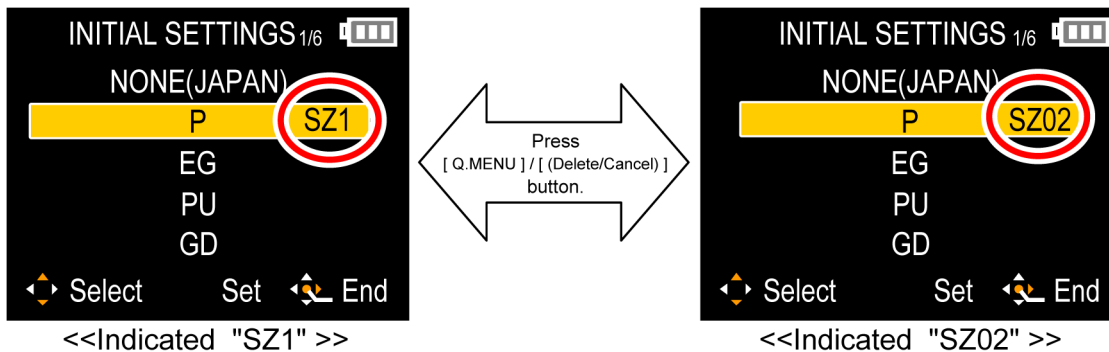 INITIAL SETTINGS 1/6
NONE(JAPAN)
P SZ1
EG
PU
GD
Select Set End
<<Indicated "SZ1" >>
Press
[ Q.MENU ] / [ (Delete/Cancel) ]
button.
INITIAL SETTINGS 1/6
NONE(JAPAN)
P SZ02
EG
PU
GD
Select Set End
<<Indicated "SZ02" >>